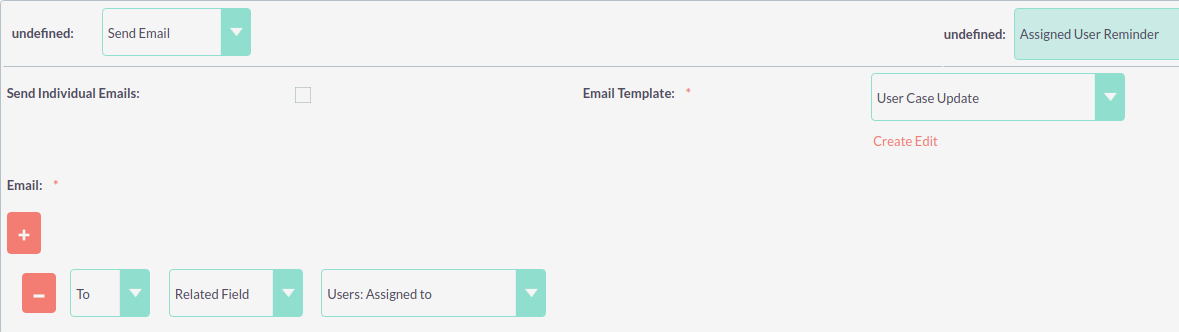 undefined: Send Email undefined: Assigned User Reminder
Send Individual Emails: Email Template: * User Case Update
Create Edit
Email: *
+
− To Related Field Users: Assigned to